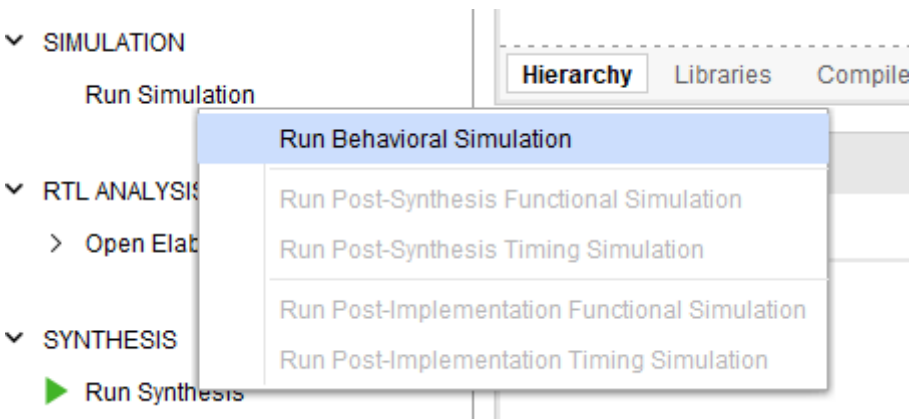 SIMULATION
Run Simulation
Hierarchy Libraries Compile
Run Behavioral Simulation
Run Post-Synthesis Functional Simulation
Run Post-Synthesis Timing Simulation
Run Post-Implementation Functional Simulation
Run Post-Implementation Timing Simulation
RTL ANALYSIS
Open Elab
SYNTHESIS
Run Synthesis